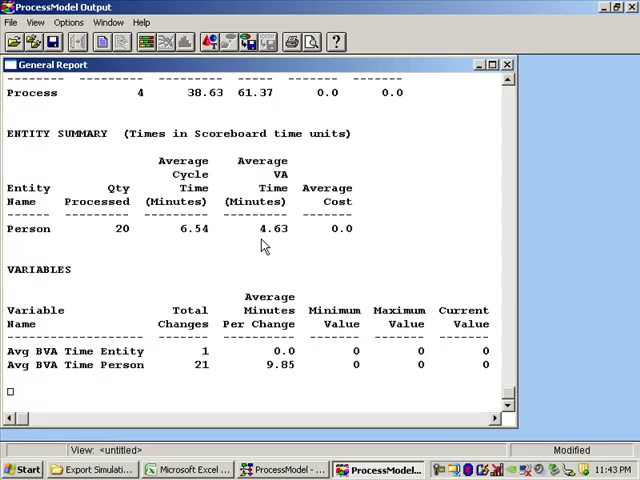 ProcessModel Output
File View Options Window Help
General Report
Process 4 38.63 61.37 0.0 0.0
ENTITY SUMMARY (Times in Scoreboard time units)
Average Average
Cycle VA
Entity Qty Time Time Average
Name Processed (Minutes) (Minutes) Cost
Person 20 6.54 4.63 0.0
VARIABLES
Average
Variable Total Minutes Minimum Maximum Current
Name Changes Per Change Value Value Value
Avg BVA Time Entity 1 0.0 0 0 0
Avg BVA Time Person 21 9.85 0 0 0
View: <untitled> Modified
Start Export Simulatio... Microsoft Excel ... ProcessModel - ... ProcessModel... 11:43 PM